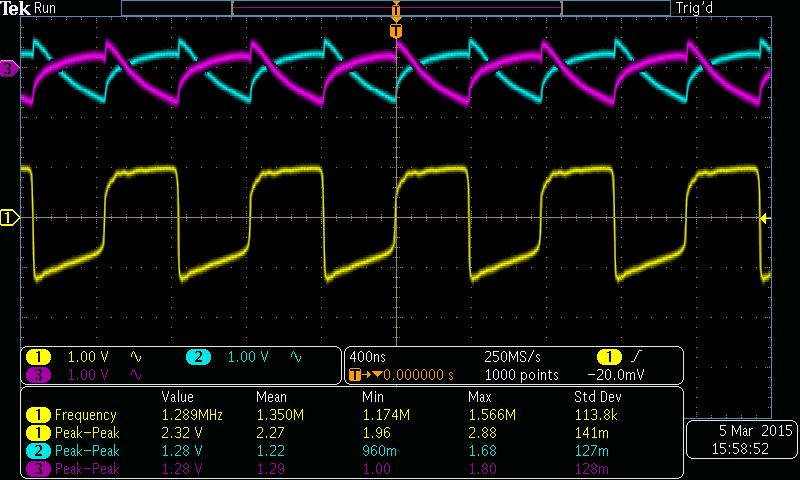 Tek Run Trig'd
T
T
3
1
1 1.00 V 2 1.00 V
3 1.00 V
400ns 250MS/s 1
T→▼0.000000 s 1000 points −20.0mV
Value Mean Min Max Std Dev
1 Frequency 1.289MHz 1.350M 1.174M 1.566M 113.8k
1 Peak−Peak 2.32 V 2.27 1.96 2.88 141m
2 Peak−Peak 1.28 V 1.22 960m 1.68 127m
3 Peak−Peak 1.28 V 1.29 1.00 1.80 128m
5 Mar 2015
15:58:52